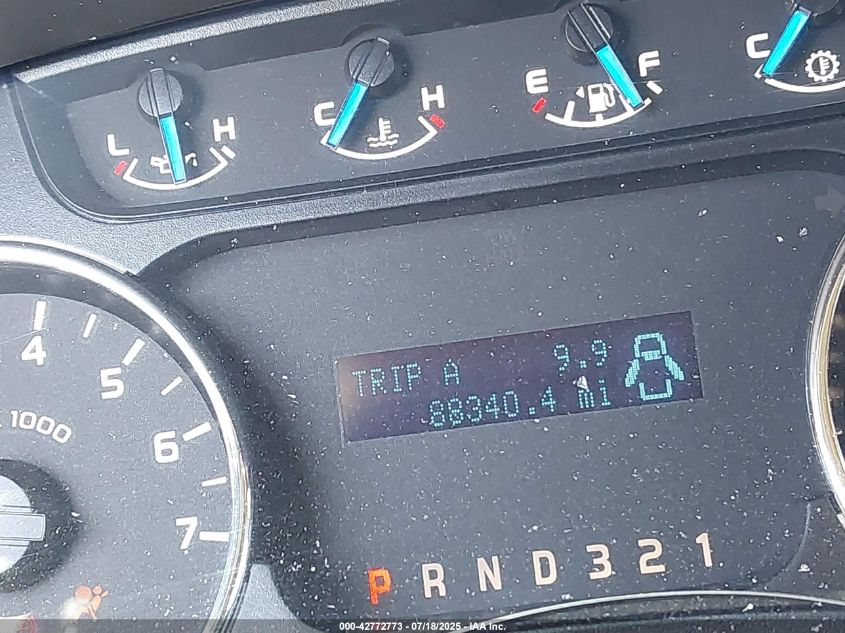 L H
C H
E F
C
4
5
6
7
x 1000
TRIP A 9.9
88340.4 mi
P R N D 3 2 1
000-42772773 - 07/18/2025 - IAA Inc.